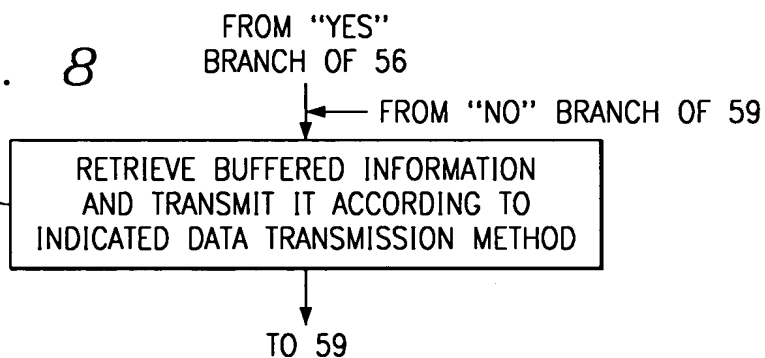 . 8
FROM "YES"
BRANCH OF 56
FROM "NO" BRANCH OF 59
RETRIEVE BUFFERED INFORMATION
AND TRANSMIT IT ACCORDING TO
INDICATED DATA TRANSMISSION METHOD
TO 59